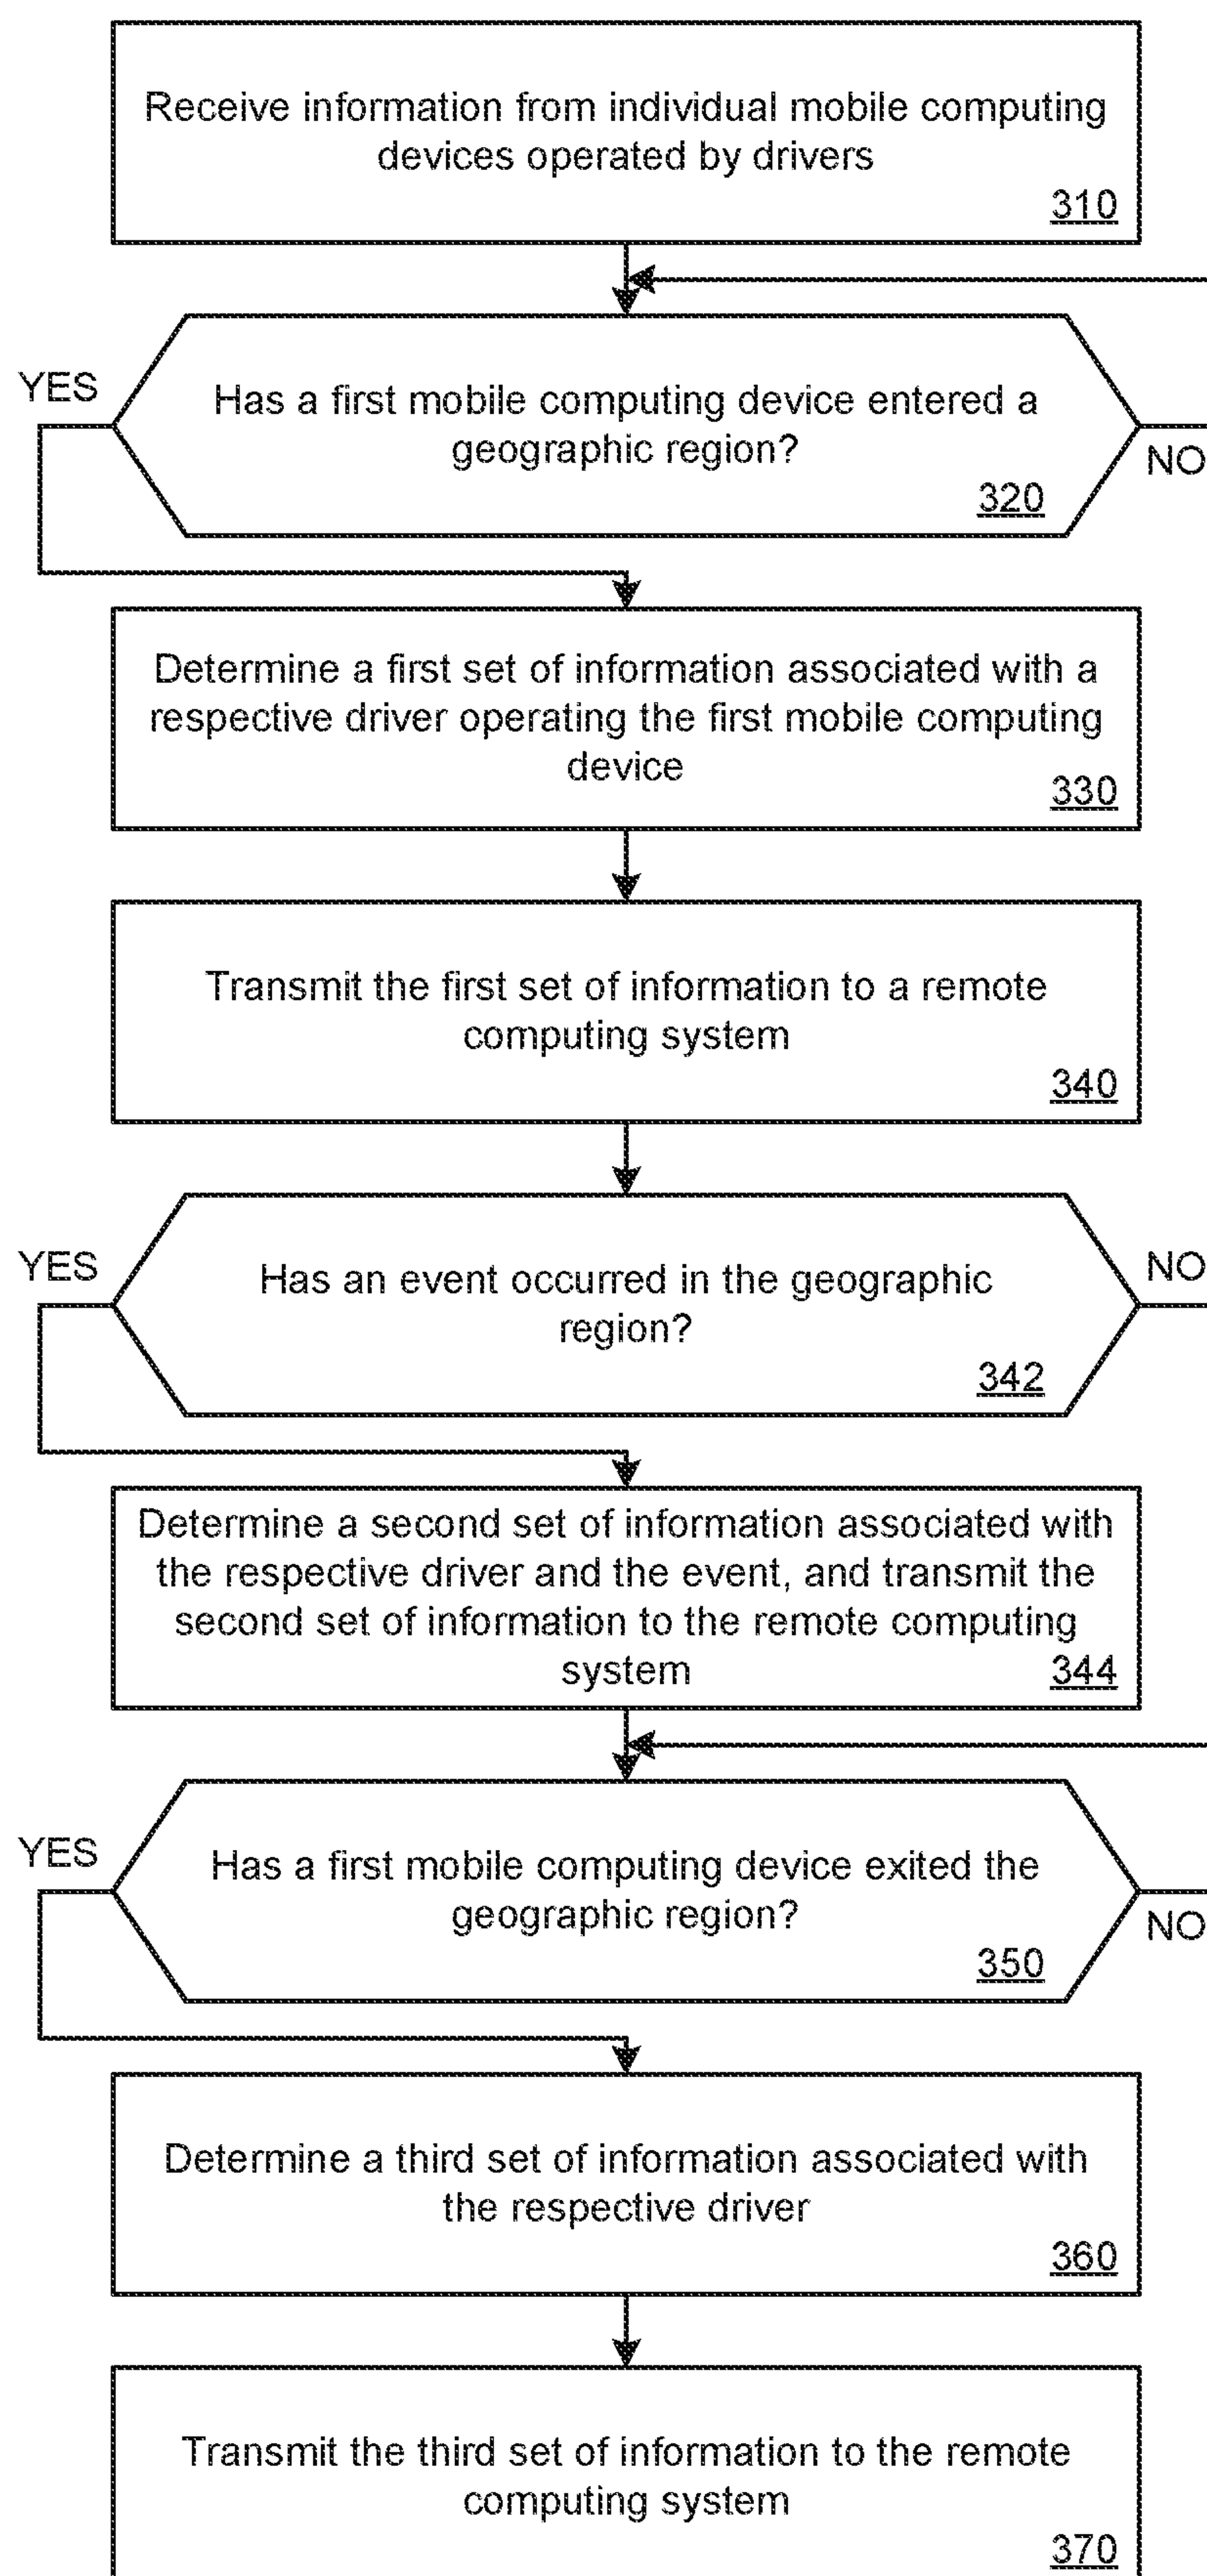 Receive information from individual mobile computing
devices operated by drivers
310
YES
Has a first mobile computing device entered a
geographic region?
NO
320
Determine a first set of information associated with a
respective driver operating the first mobile computing
device
330
Transmit the first set of information to a remote
computing system
340
YES
Has an event occurred in the geographic
region?
NO
342
Determine a second set of information associated with
the respective driver and the event, and transmit the
second set of information to the remote computing
system
344
YES
Has a first mobile computing device exited the
geographic region?
NO
350
Determine a third set of information associated with
the respective driver
360
Transmit the third set of information to the remote
computing system
370